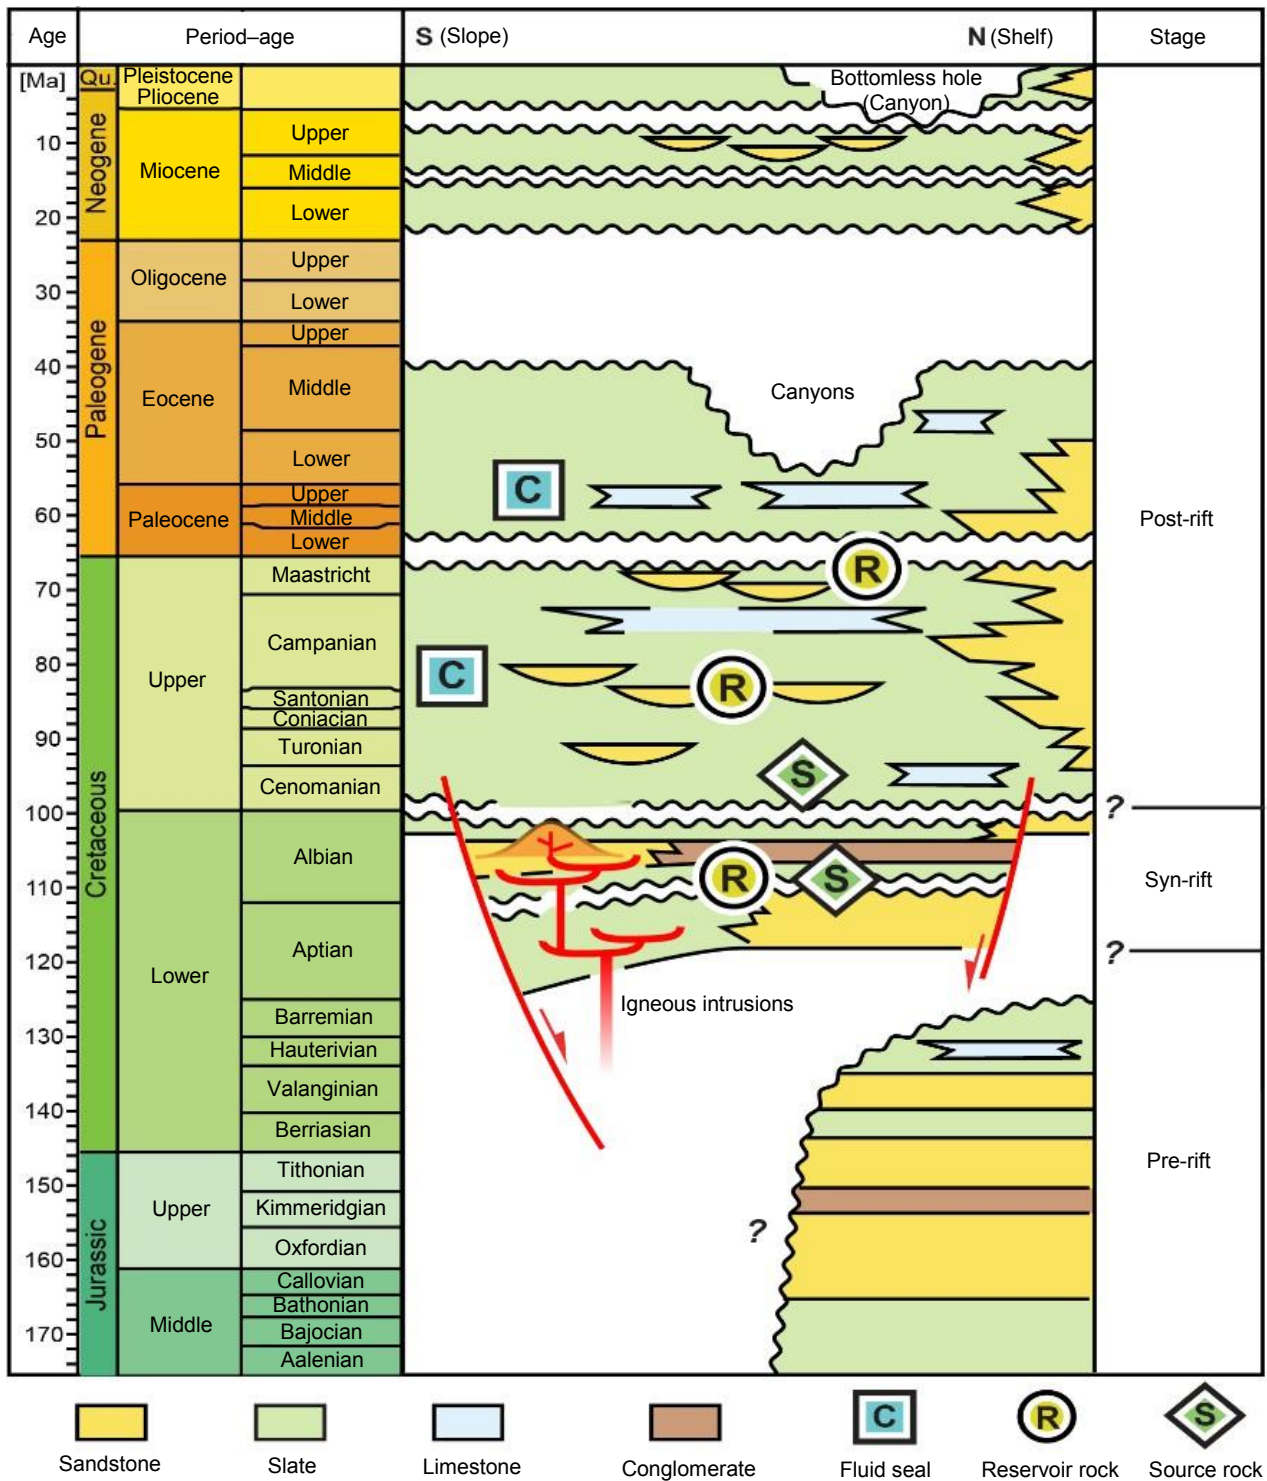 Age Period–age S (Slope) N (Shelf) Stage
[Ma] Qu. Pleistocene
Pliocene
Bottomless hole
(Canyon)
Neogene
Miocene
Upper
Middle
Lower
10
20
Paleogene
Oligocene
Upper
Lower
30
Eocene
Upper
Middle
Lower
40
50
Canyons
C
Paleocene
Upper
Middle
Lower
60
Post-rift
R
Cretaceous
Upper
Maastricht
Campanian
Santonian
Coniacian
Turonian
Cenomanian
70
80
90
100
C
R
S
?
Lower
Albian
Aptian
Barremian
Hauterivian
Valanginian
Berriasian
110
120
130
140
R
S
Syn-rift
?
Igneous intrusions
Jurassic
Upper
Tithonian
Kimmeridgian
Oxfordian
150
160
?
Pre-rift
Middle
Callovian
Bathonian
Bajocian
Aalenian
170
C R S
Sandstone Slate Limestone Conglomerate Fluid seal Reservoir rock Source rock